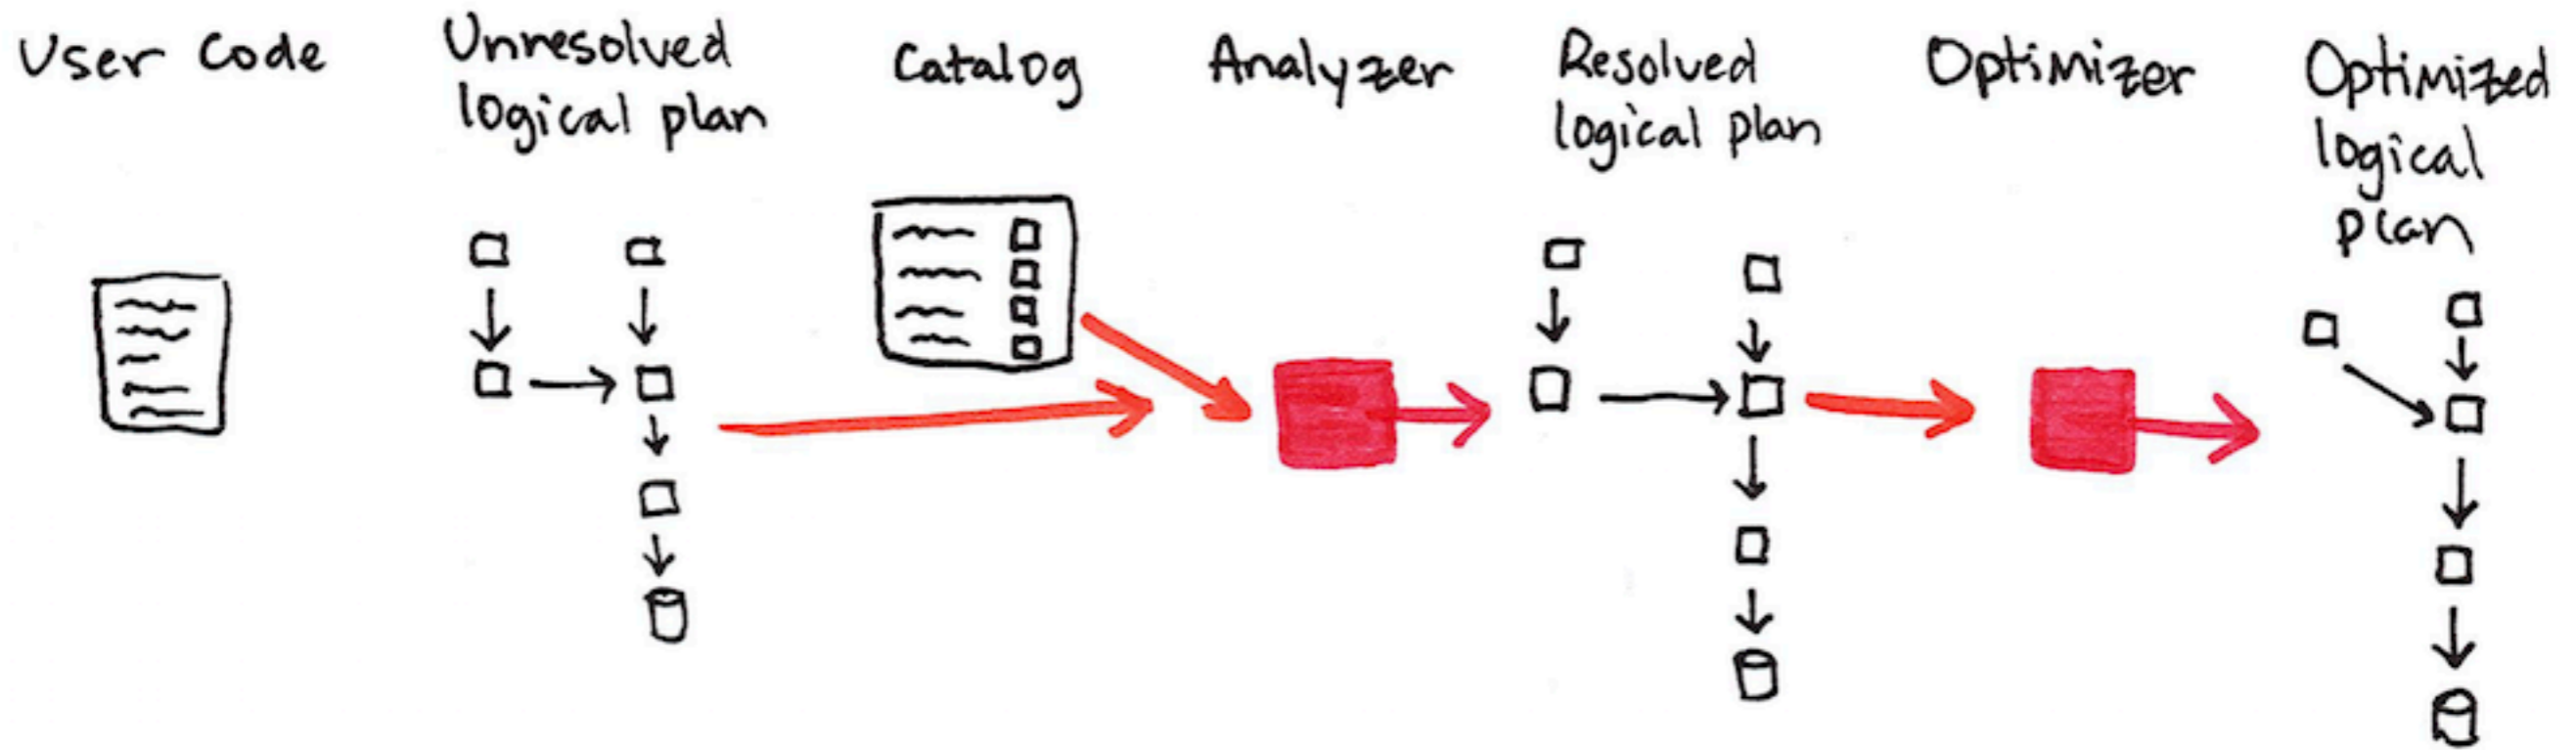 User Code
Unresolved
logical plan
Catalog
Analyzer
Resolved
logical plan
Optimizer
Optimized
logical
plan